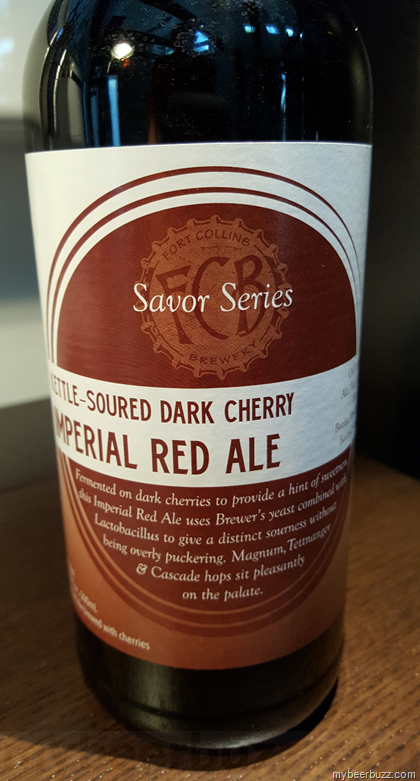 FORT COLLINS
FCB
Savor Series
BREWERY
KETTLE-SOURED DARK CHERRY
IMPERIAL RED ALE
Fermented on dark cherries to provide a hint of sweetness,
this Imperial Red Ale uses Brewer's yeast combined with
Lactobacillus to give a distinct sourness without
being overly puckering. Magnum, Tettnanger
& Cascade hops sit pleasantly
on the palate.
with cherries
mybeerbuzz.com